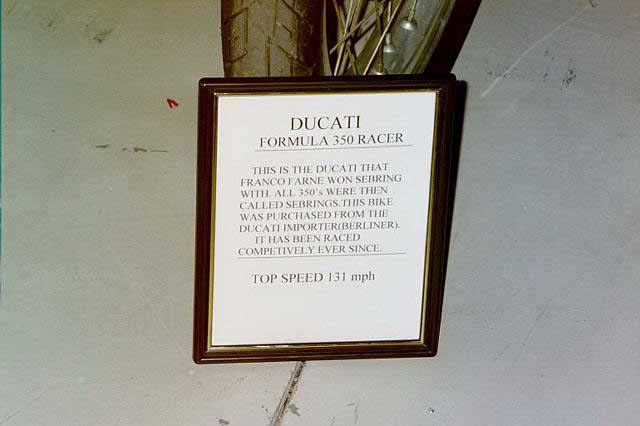 DUCATI
FORMULA 350 RACER
THIS IS THE DUCATI THAT
FRANCO FARNE WON SEBRING
WITH. ALL 350's WERE THEN
CALLED SEBRINGS.THIS BIKE
WAS PURCHASED FROM THE
DUCATI IMPORTER(BERLINER).
IT HAS BEEN RACED
COMPETIVELY EVER SINCE.
TOP SPEED 131 mph